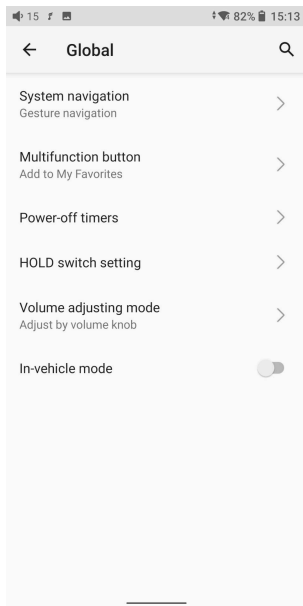 15 82% 15:13
Global
System navigation
Gesture navigation
Multifunction button
Add to My Favorites
Power-off timers
HOLD switch setting
Volume adjusting mode
Adjust by volume knob
In-vehicle mode